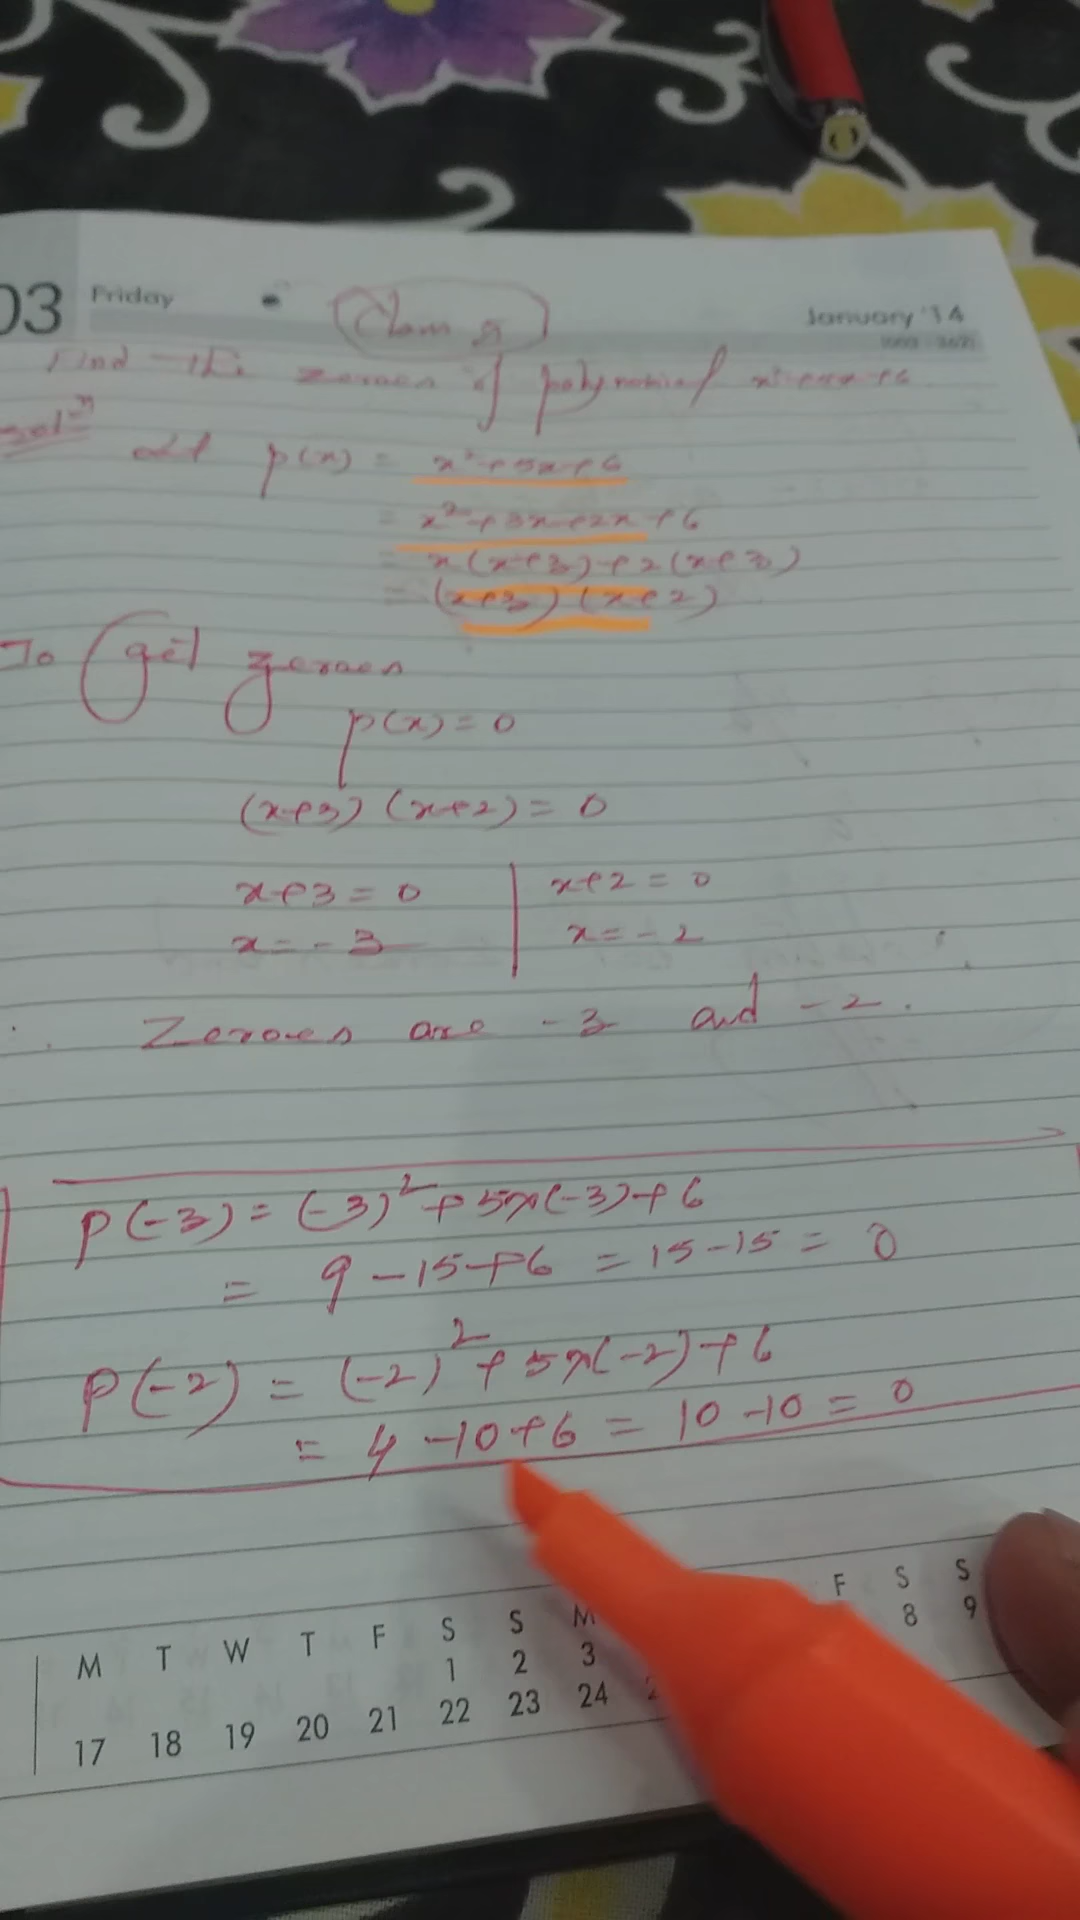 03 Friday January '14
Class 9
Find the zeroes of polynomial x²+5x+6
Solⁿ Let p(x) = x²+5x+6
= x²+3x+2x+6
= x(x+3)+2(x+3)
= (x+3)(x+2)
To get zeroes
p(x)=0
(x+3)(x+2)=0
x+3=0 x+2=0
x=-3 x=-2
Zeroes are -3 and -2.
P(-3)=(-3)²+5×(-3)+6
= 9-15+6 = 15-15 = 0
P(-2) = (-2)²+5×(-2)+6
= 4-10+6 = 10-10 = 0
M T W T F S S M F S S
1 2 3 8 9
17 18 19 20 21 22 23 24 2